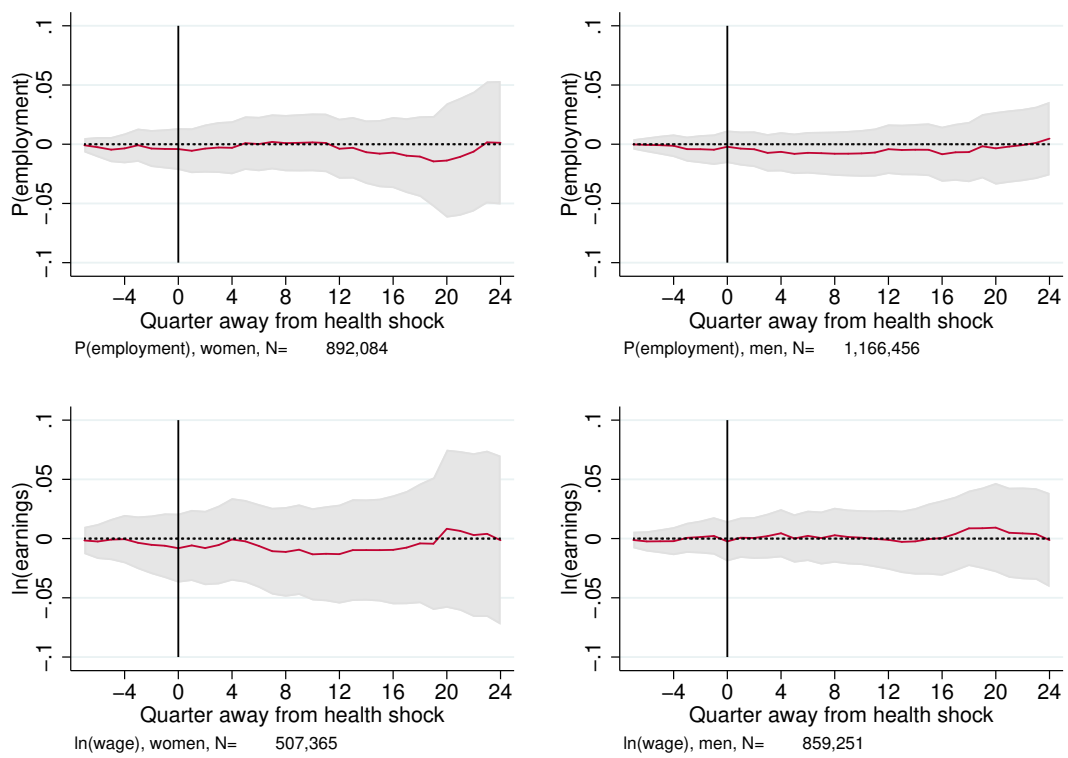 P(employment)
.1
.05
0
−.05
−.1
−4 0 4 8 12 16 20 24
Quarter away from health shock
P(employment), women, N= 892,084
P(employment)
.1
.05
0
−.05
−.1
−4 0 4 8 12 16 20 24
Quarter away from health shock
P(employment), men, N= 1,166,456
ln(earnings)
.1
.05
0
−.05
−.1
−4 0 4 8 12 16 20 24
Quarter away from health shock
ln(wage), women, N= 507,365
ln(earnings)
.1
.05
0
−.05
−.1
−4 0 4 8 12 16 20 24
Quarter away from health shock
ln(wage), men, N= 859,251